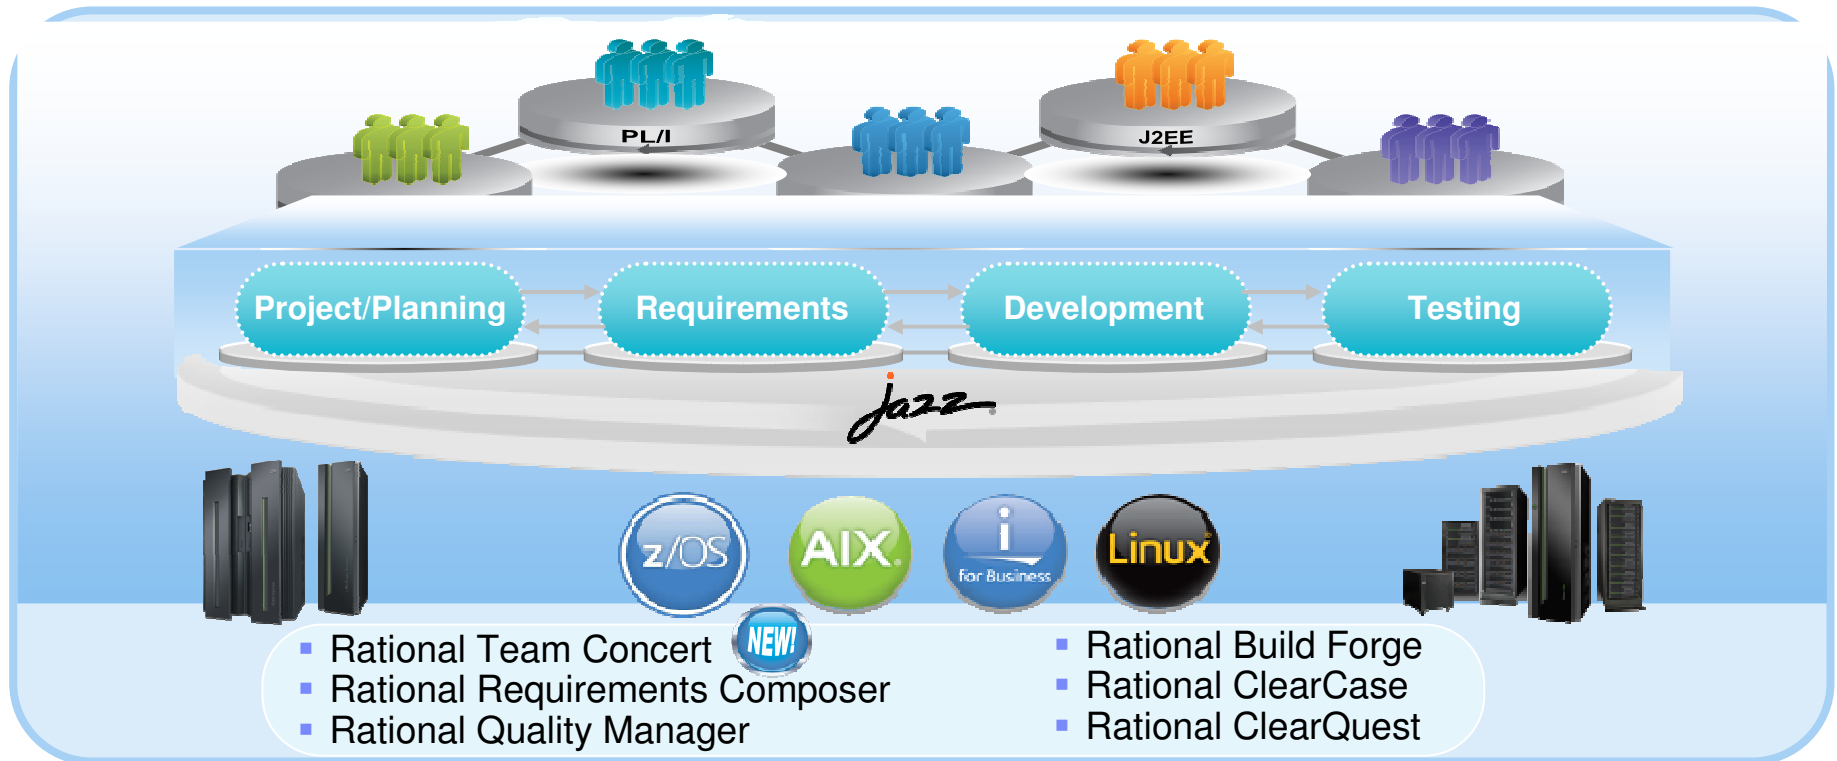 PL/I
J2EE
Project/Planning
Requirements
Development
Testing
jazz
z/OS
AIX
i
for Business
Linux
NEW!
Rational Team Concert
Rational Requirements Composer
Rational Quality Manager
Rational Build Forge
Rational ClearCase
Rational ClearQuest